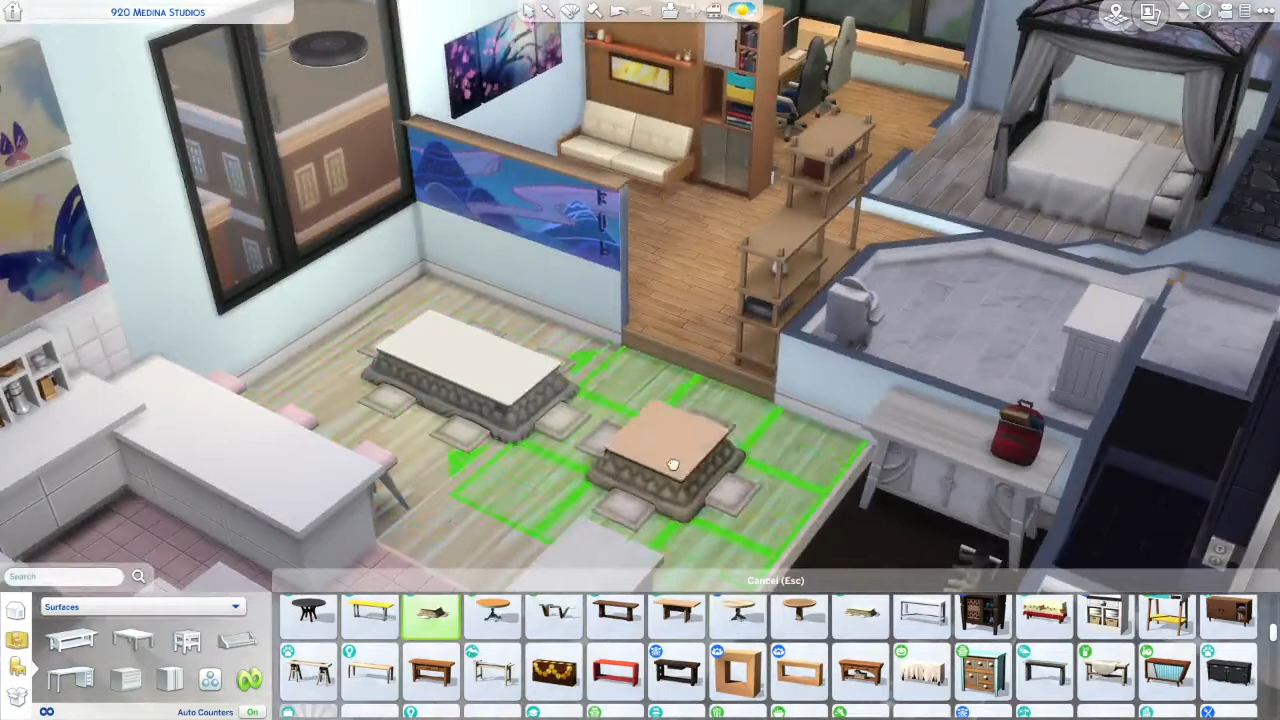 920 MEDINA STUDIOS
Cancel (Esc)
Search
Surfaces
Auto Counters
On